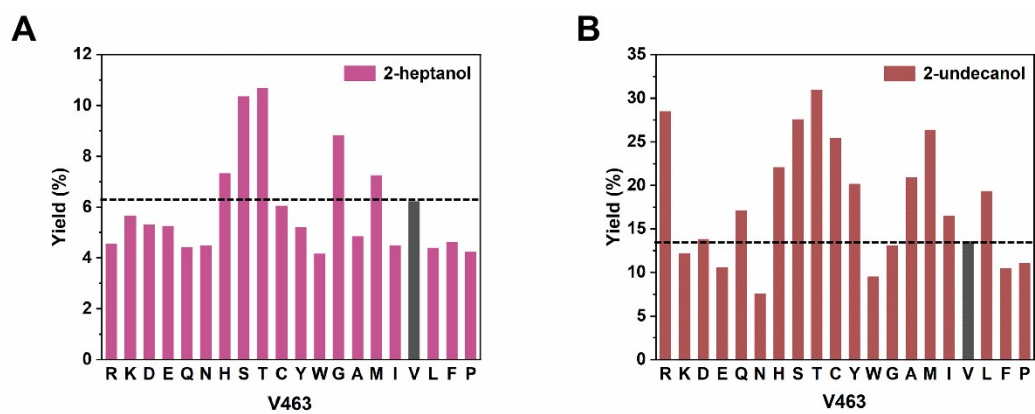 A
2-heptanol
Yield (%)
12
10
8
6
4
2
0
R K D E Q N H S T C Y W G A M I V L F P
V463
B
2-undecanol
Yield (%)
35
30
25
20
15
10
5
0
R K D E Q N H S T C Y W G A M I V L F P
V463